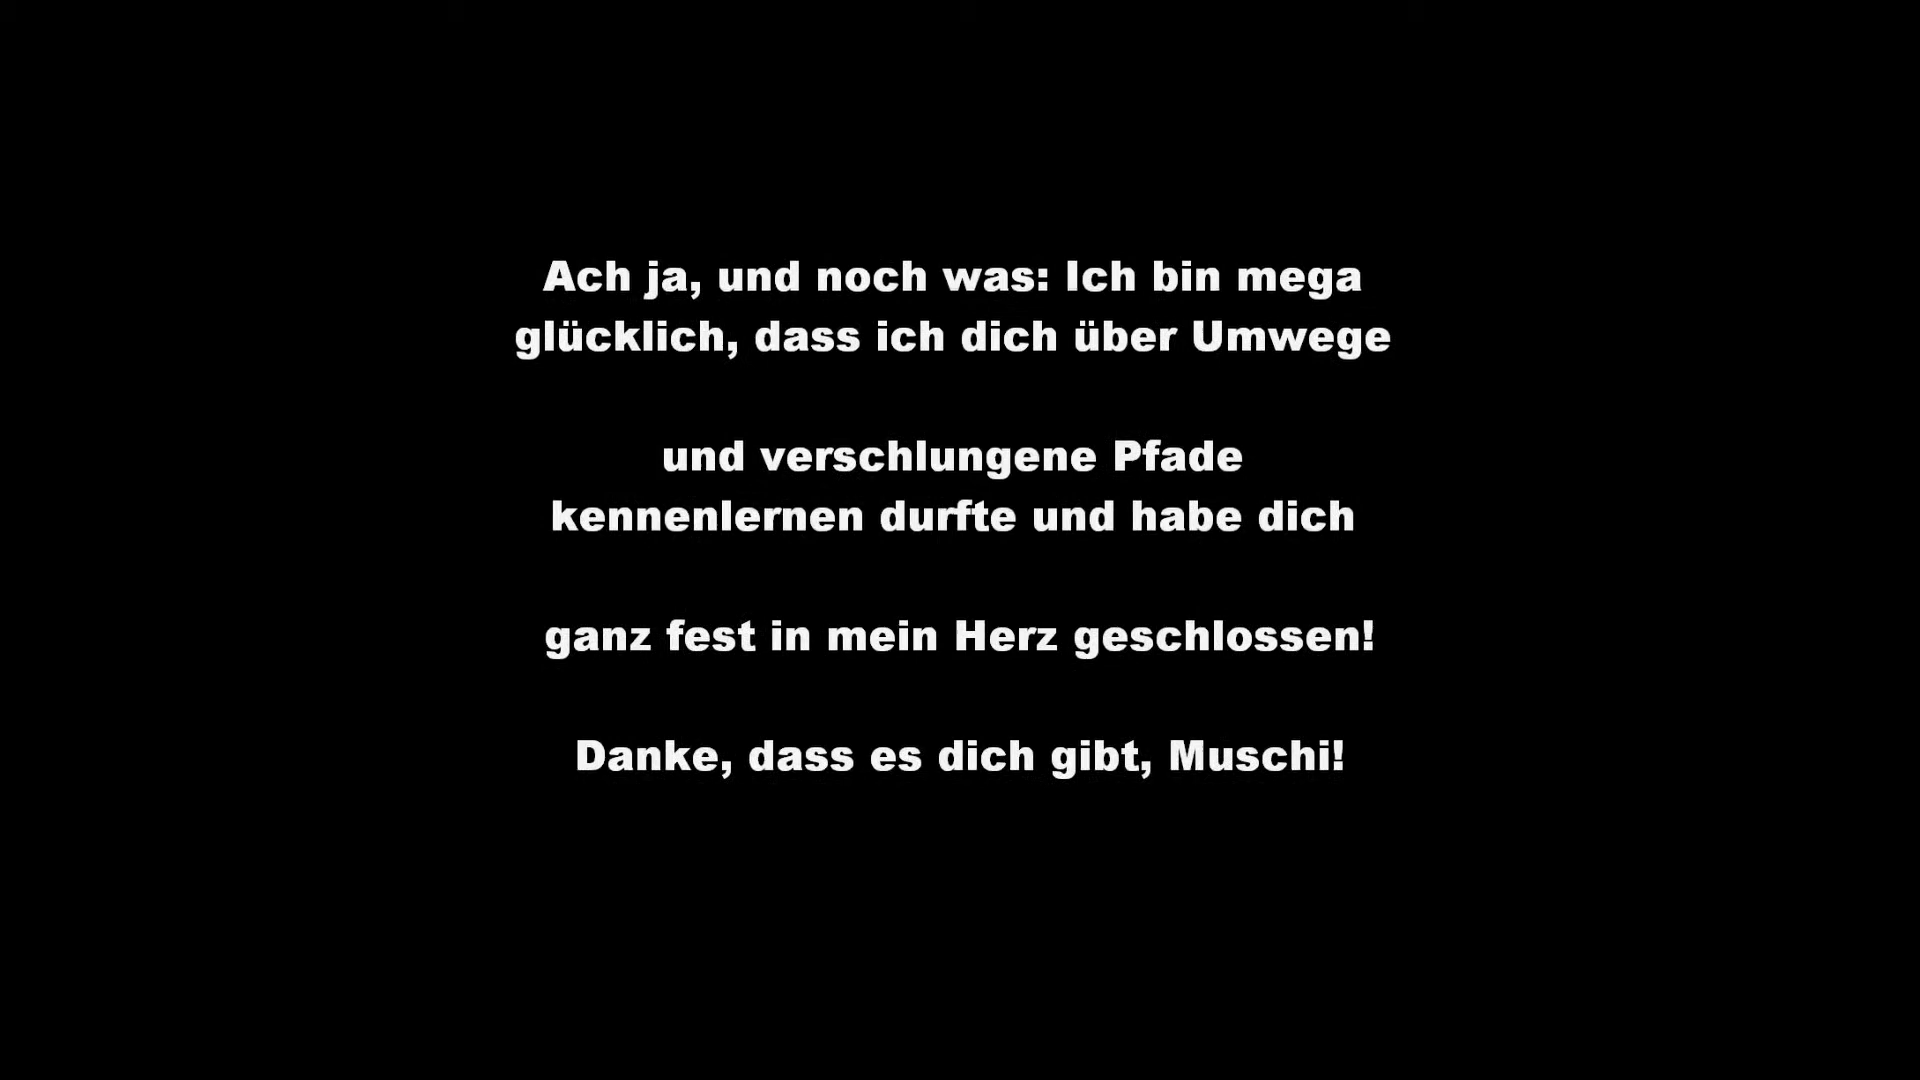 Ach ja, und noch was: Ich bin mega
glücklich, dass ich dich über Umwege
und verschlungene Pfade
kennenlernen durfte und habe dich
ganz fest in mein Herz geschlossen!
Danke, dass es dich gibt, Muschi!